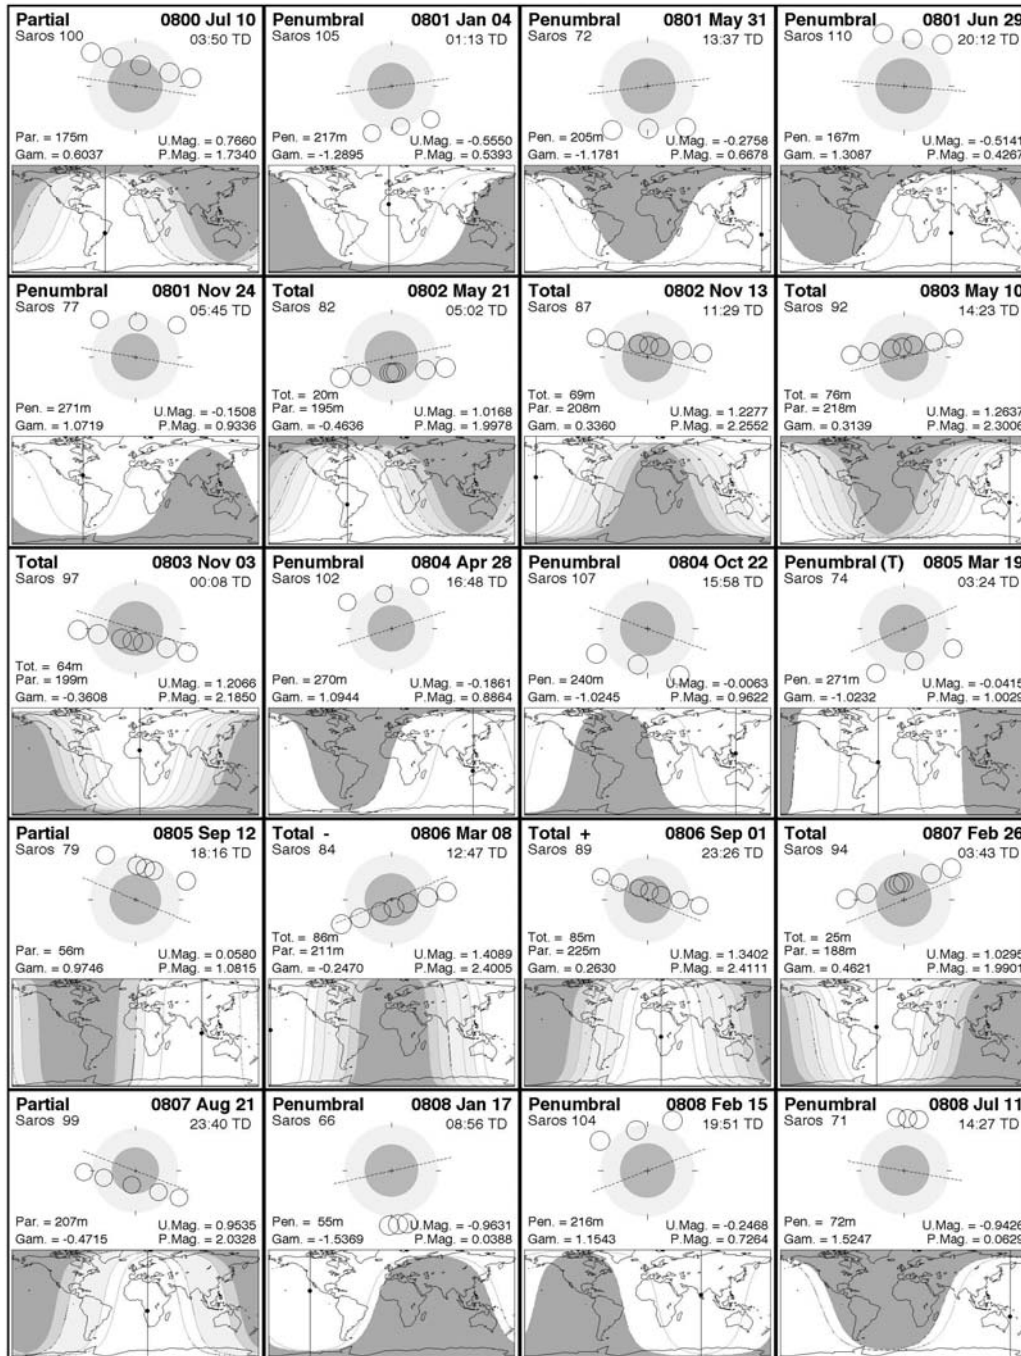 Partial 0800 Jul 10
Saros 100 03:50 TD
Par. = 175m U.Mag. = 0.7660
Gam. = 0.6037 P.Mag. = 1.7340
Penumbral 0801 Jan 04
Saros 105 01:13 TD
Pen. = 217m U.Mag. = -0.5550
Gam. = -1.2895 P.Mag. = 0.5393
Penumbral 0801 May 31
Saros 72 13:37 TD
Pen. = 205m U.Mag. = -0.2758
Gam. = -1.1781 P.Mag. = 0.6678
Penumbral 0801 Jun 29
Saros 110 20:12 TD
Pen. = 167m U.Mag. = -0.5141
Gam. = 1.3087 P.Mag. = 0.4267
Penumbral 0801 Nov 24
Saros 77 05:45 TD
Pen. = 271m U.Mag. = -0.1508
Gam. = 1.0719 P.Mag. = 0.9336
Total 0802 May 21
Saros 82 05:02 TD
Tot. = 20m
Par. = 195m U.Mag. = 1.0168
Gam. = -0.4636 P.Mag. = 1.9978
Total 0802 Nov 13
Saros 87 11:29 TD
Tot. = 69m
Par. = 208m U.Mag. = 1.2277
Gam. = 0.3360 P.Mag. = 2.2552
Total 0803 May 10
Saros 92 14:23 TD
Tot. = 76m
Par. = 218m U.Mag. = 1.2637
Gam. = 0.3139 P.Mag. = 2.3006
Total 0803 Nov 03
Saros 97 00:08 TD
Tot. = 64m
Par. = 199m U.Mag. = 1.2066
Gam. = -0.3608 P.Mag. = 2.1850
Penumbral 0804 Apr 28
Saros 102 16:48 TD
Pen. = 270m U.Mag. = -0.1861
Gam. = 1.0944 P.Mag. = 0.8864
Penumbral 0804 Oct 22
Saros 107 15:58 TD
Pen. = 240m U.Mag. = -0.0063
Gam. = -1.0245 P.Mag. = 0.9622
Penumbral (T) 0805 Mar 19
Saros 74 03:24 TD
Pen. = 271m U.Mag. = -0.0415
Gam. = -1.0232 P.Mag. = 1.0029
Partial 0805 Sep 12
Saros 79 18:16 TD
Par. = 56m U.Mag. = 0.0580
Gam. = 0.9746 P.Mag. = 1.0815
Total - 0806 Mar 08
Saros 84 12:47 TD
Tot. = 86m
Par. = 211m U.Mag. = 1.4089
Gam. = -0.2470 P.Mag. = 2.4005
Total + 0806 Sep 01
Saros 89 23:26 TD
Tot. = 85m
Par. = 225m U.Mag. = 1.3402
Gam. = 0.2630 P.Mag. = 2.4111
Total 0807 Feb 26
Saros 94 03:43 TD
Tot. = 25m
Par. = 188m U.Mag. = 1.0295
Gam. = 0.4621 P.Mag. = 1.9901
Partial 0807 Aug 21
Saros 99 23:40 TD
Par. = 207m U.Mag. = 0.9535
Gam. = -0.4715 P.Mag. = 2.0328
Penumbral 0808 Jan 17
Saros 66 08:56 TD
Pen. = 55m U.Mag. = -0.9631
Gam. = -1.5369 P.Mag. = 0.0388
Penumbral 0808 Feb 15
Saros 104 19:51 TD
Pen. = 216m U.Mag. = -0.2468
Gam. = 1.1543 P.Mag. = 0.7264
Penumbral 0808 Jul 11
Saros 71 14:27 TD
Pen. = 72m U.Mag. = -0.9426
Gam. = 1.5247 P.Mag. = 0.0629